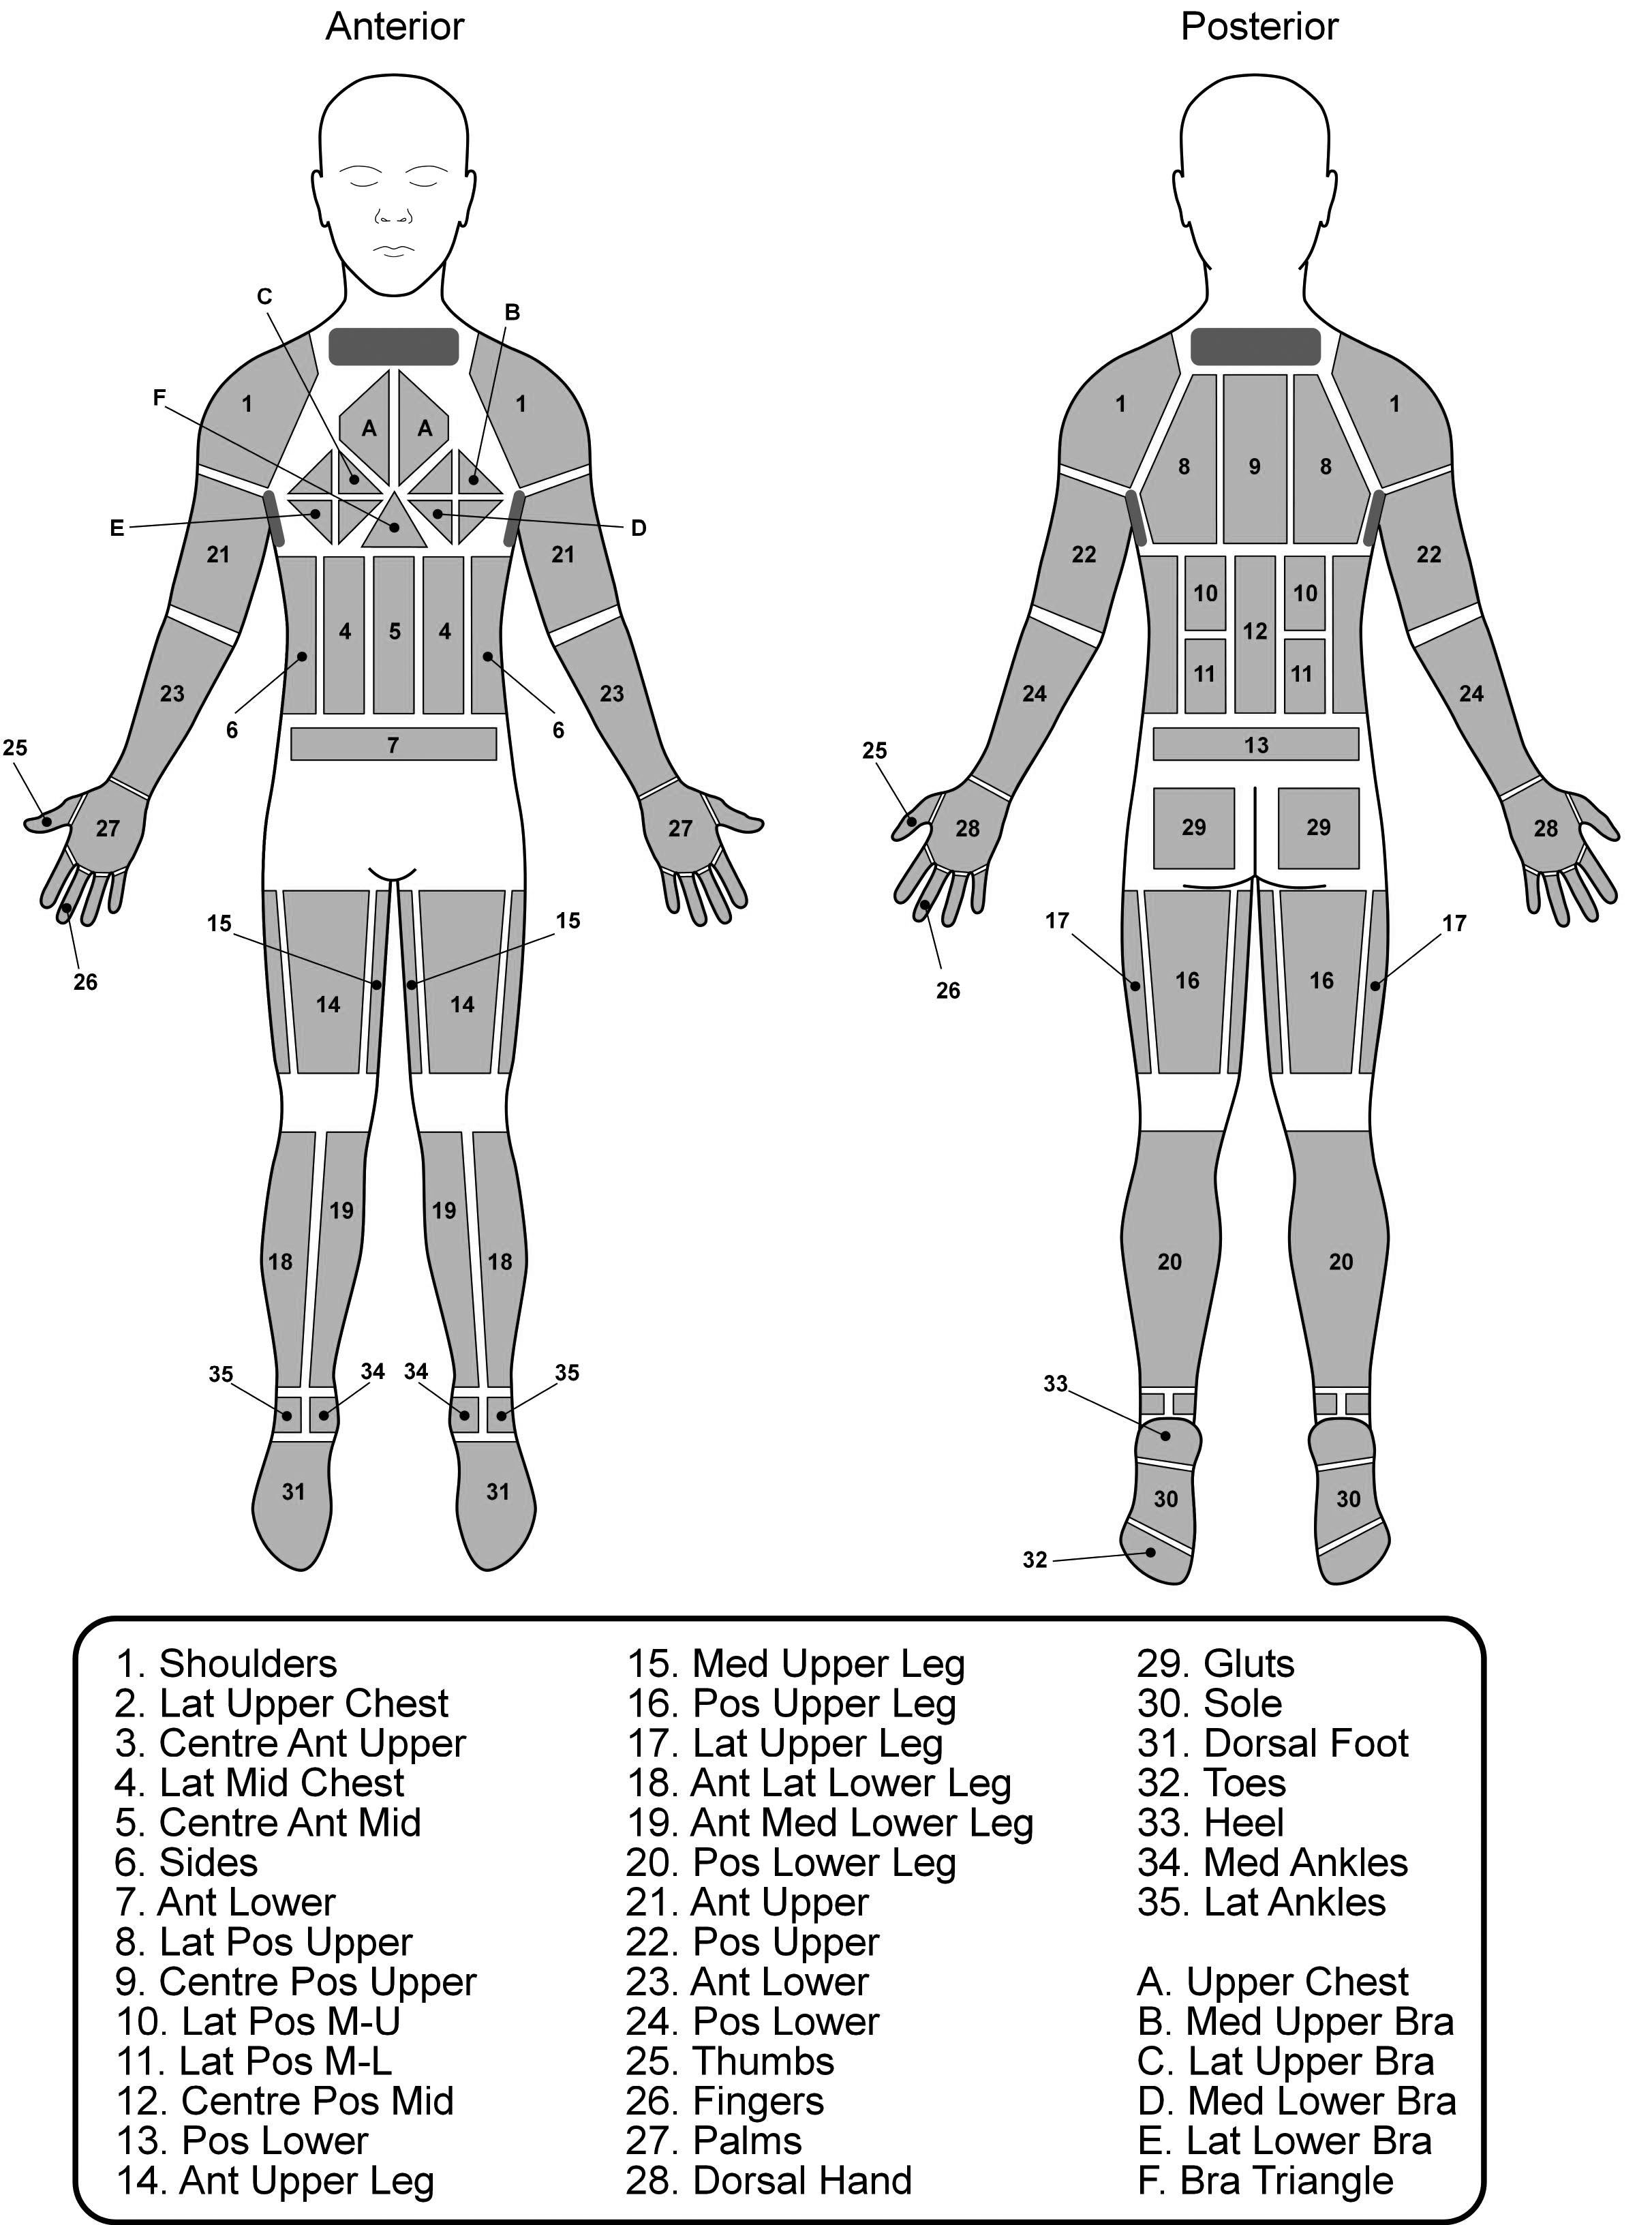 Anterior
Posterior
C
B
F
1
1
1
1
A
A
8
9
8
E
D
21
21
22
22
10
10
4
5
4
12
11
11
23
23
24
24
6
6
7
13
25
25
27
27
29
29
28
28
15
15
17
17
26
26
14
14
16
16
19
19
18
18
20
20
35
34
34
35
33
31
31
30
30
32
1. Shoulders
2. Lat Upper Chest
3. Centre Ant Upper
4. Lat Mid Chest
5. Centre Ant Mid
6. Sides
7. Ant Lower
8. Lat Pos Upper
9. Centre Pos Upper
10. Lat Pos M-U
11. Lat Pos M-L
12. Centre Pos Mid
13. Pos Lower
14. Ant Upper Leg
15. Med Upper Leg
16. Pos Upper Leg
17. Lat Upper Leg
18. Ant Lat Lower Leg
19. Ant Med Lower Leg
20. Pos Lower Leg
21. Ant Upper
22. Pos Upper
23. Ant Lower
24. Pos Lower
25. Thumbs
26. Fingers
27. Palms
28. Dorsal Hand
29. Gluts
30. Sole
31. Dorsal Foot
32. Toes
33. Heel
34. Med Ankles
35. Lat Ankles
A. Upper Chest
B. Med Upper Bra
C. Lat Upper Bra
D. Med Lower Bra
E. Lat Lower Bra
F. Bra Triangle